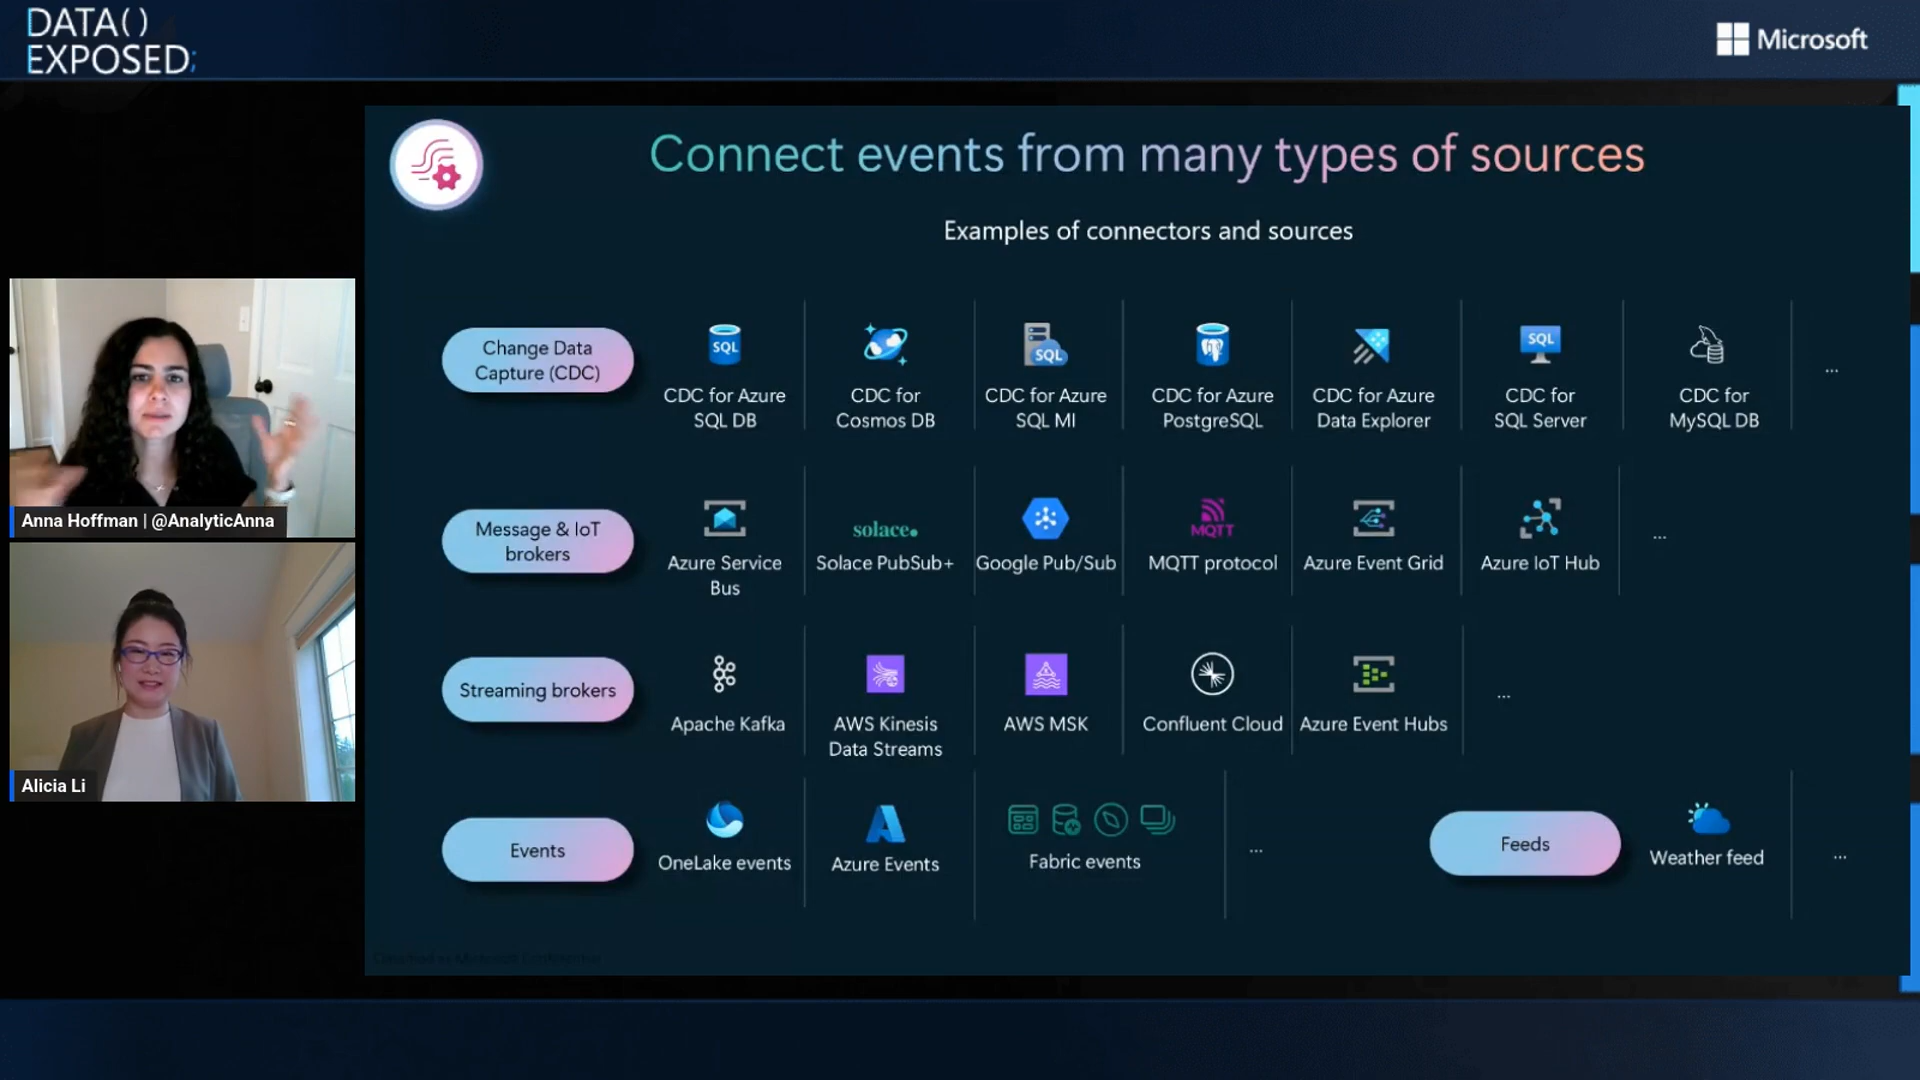 DATA()
EXPOSED;
Microsoft
Connect events from many types of sources
Examples of connectors and sources
Change Data
Capture (CDC)
SQL
CDC for Azure
SQL DB
CDC for
Cosmos DB
SQL
CDC for Azure
SQL MI
CDC for Azure
PostgreSQL
CDC for Azure
Data Explorer
SQL
CDC for
SQL Server
CDC for
MySQL DB
...
Message & IoT
brokers
Azure Service
Bus
solace.
Solace PubSub+
Google Pub/Sub
MQTT
MQTT protocol
Azure Event Grid
Azure IoT Hub
...
Streaming brokers
Apache Kafka
AWS Kinesis
Data Streams
AWS MSK
Confluent Cloud
Azure Event Hubs
...
Events
OneLake events
Azure Events
Fabric events
...
Feeds
Weather feed
...
Anna Hoffman | @AnalyticAnna
Alicia Li
Classified as Microsoft Confidential